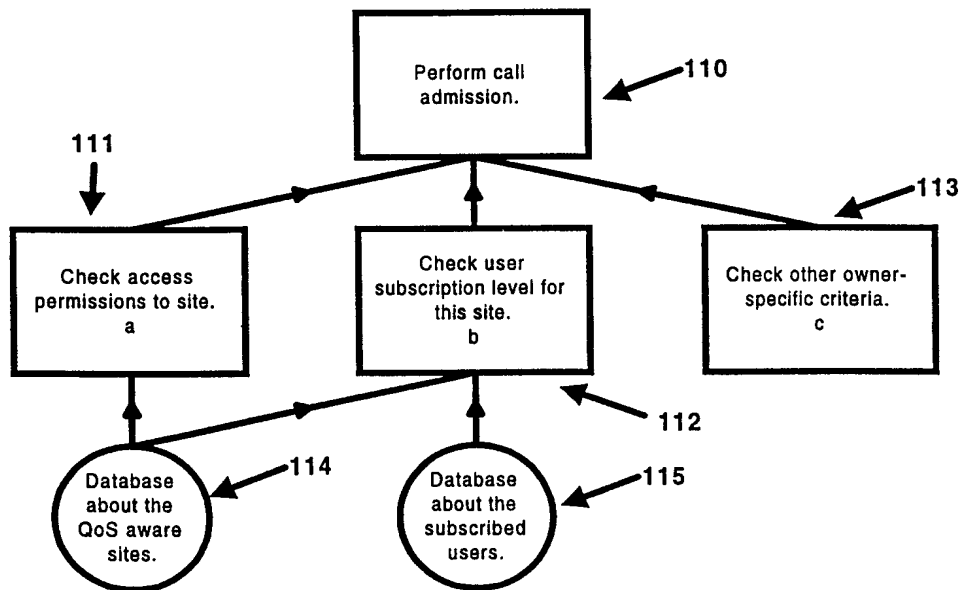 Perform call
admission.
110
111
113
Check access
permissions to site.
a
Check user
subscription level for
this site.
b
Check other owner-
specific criteria.
c
112
114
Database
about the
QoS aware
sites.
115
Database
about the
subscribed
users.